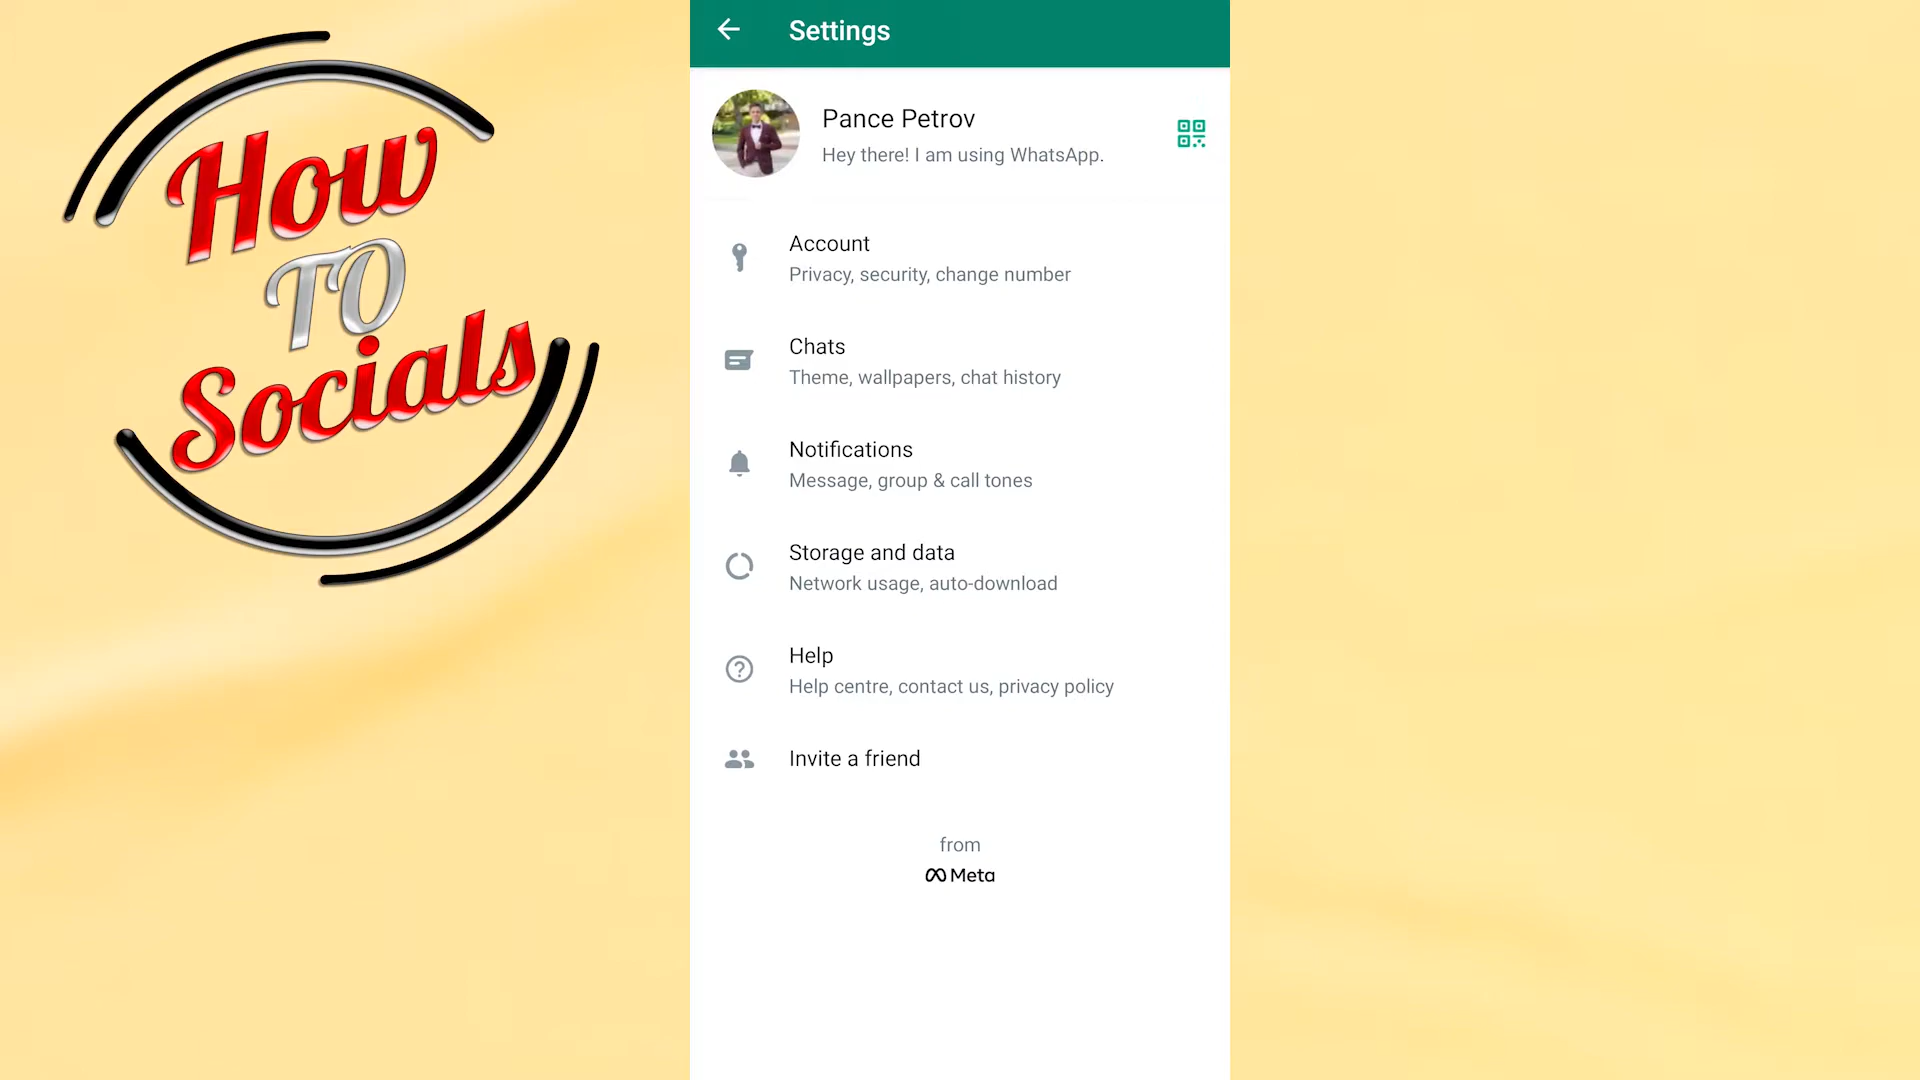 How
TO
Socials
Settings
Pance Petrov
Hey there! I am using WhatsApp.
Account
Privacy, security, change number
Chats
Theme, wallpapers, chat history
Notifications
Message, group & call tones
Storage and data
Network usage, auto-download
Help
Help centre, contact us, privacy policy
Invite a friend
from
Meta